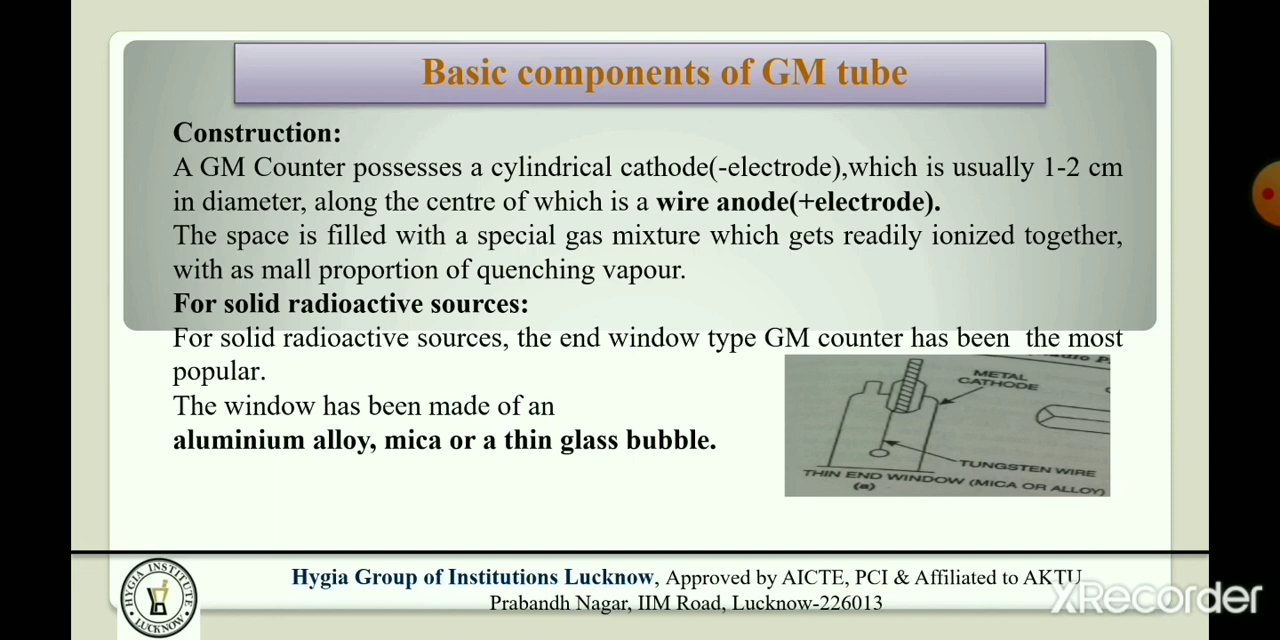 Basic components of GM tube
Construction:
A GM Counter possesses a cylindrical cathode(-electrode),which is usually 1-2 cm
in diameter, along the centre of which is a wire anode(+electrode).
The space is filled with a special gas mixture which gets readily ionized together,
with as mall proportion of quenching vapour.
For solid radioactive sources:
For solid radioactive sources, the end window type GM counter has been the most
popular.
The window has been made of an
aluminium alloy, mica or a thin glass bubble.
METAL
CATHODE
TUNGSTEN WIRE
THIN END WINDOW (MICA OR ALLOY)
(a)
HYGIA INSTITUTE
LUCKNOW
Hygia Group of Institutions Lucknow, Approved by AICTE, PCI & Affiliated to AKTU
Prabandh Nagar, IIM Road, Lucknow-226013
XRecorder